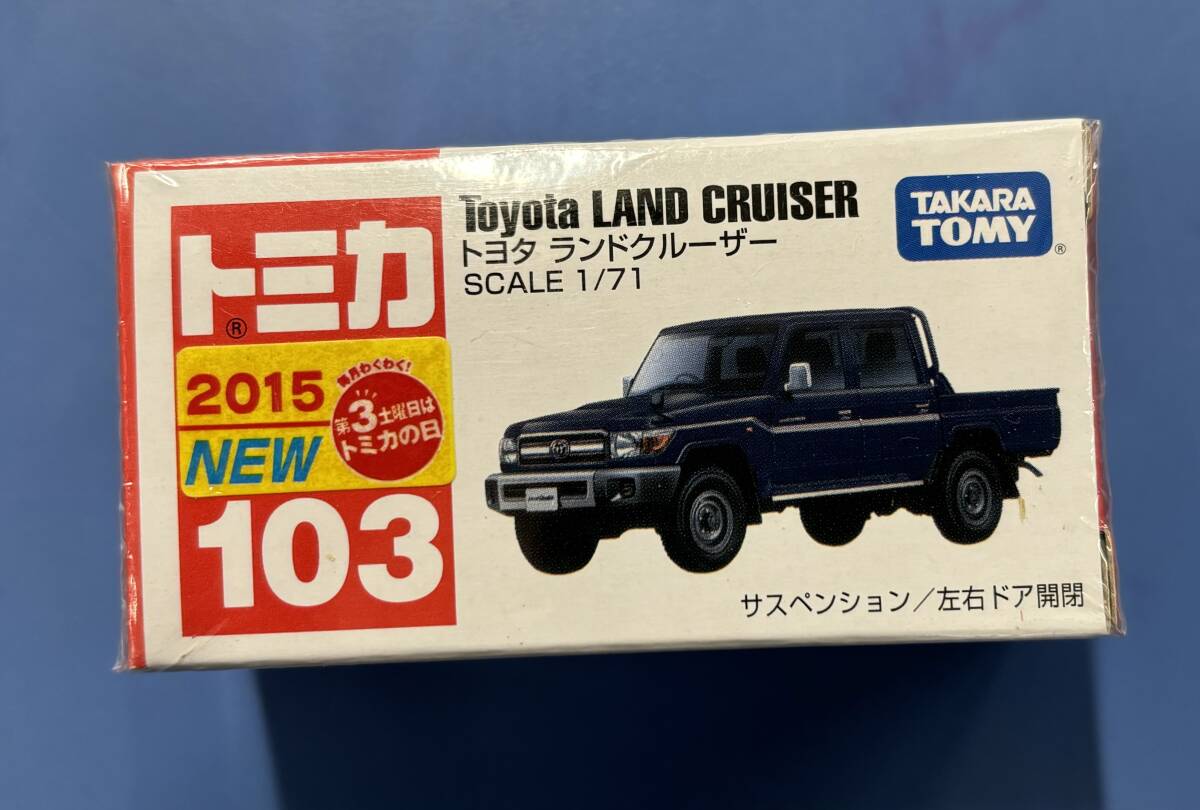 トミカ
®
2015
NEW
毎月わくわく!
第3土曜日は
トミカの日
103
Toyota LAND CRUISER
トヨタ ランドクルーザー
SCALE 1/71
TAKARA
TOMY
®
サスペンション/左右ドア開閉